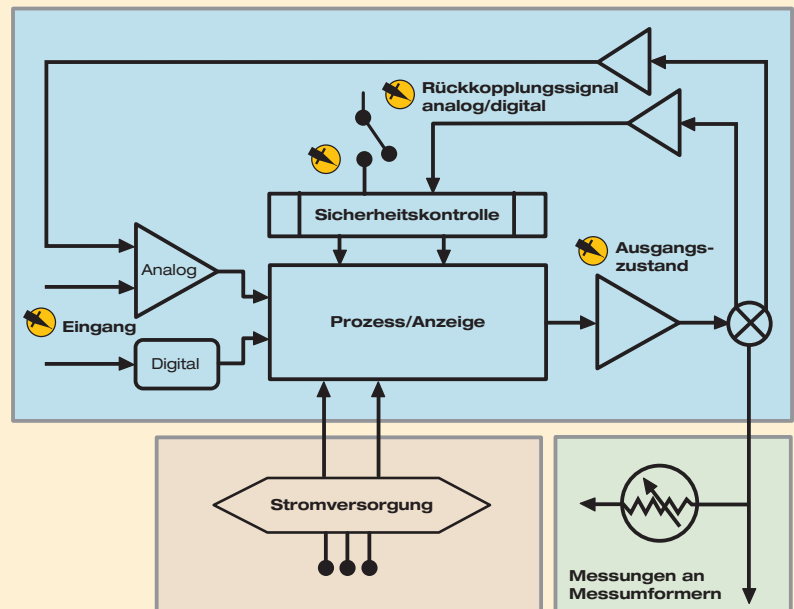 Rückkopplungssignal
analog/digital
Sicherheitskontrolle
Ausgangs-
zustand
Analog
Eingang
Prozess/Anzeige
Digital
Stromversorgung
Messungen an
Messumformern